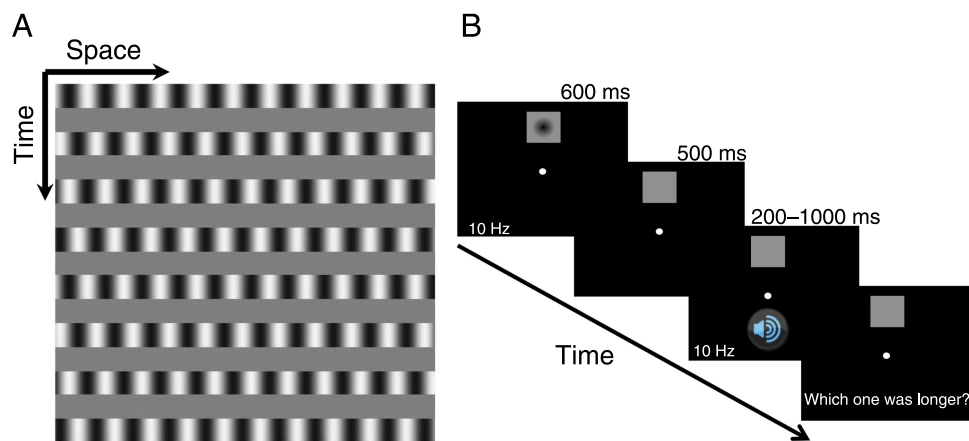 A
Space
Time
B
600 ms
10 Hz
500 ms
200–1000 ms
10 Hz
Time
Which one was longer?